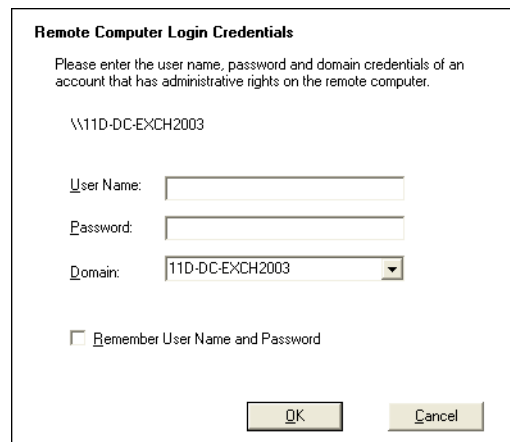 Remote Computer Login Credentials
Please enter the user name, password and domain credentials of an
account that has administrative rights on the remote computer.
\\11D-DC-EXCH2003
User Name:
Password:
Domain: 11D-DC-EXCH2003
Remember User Name and Password
OK Cancel